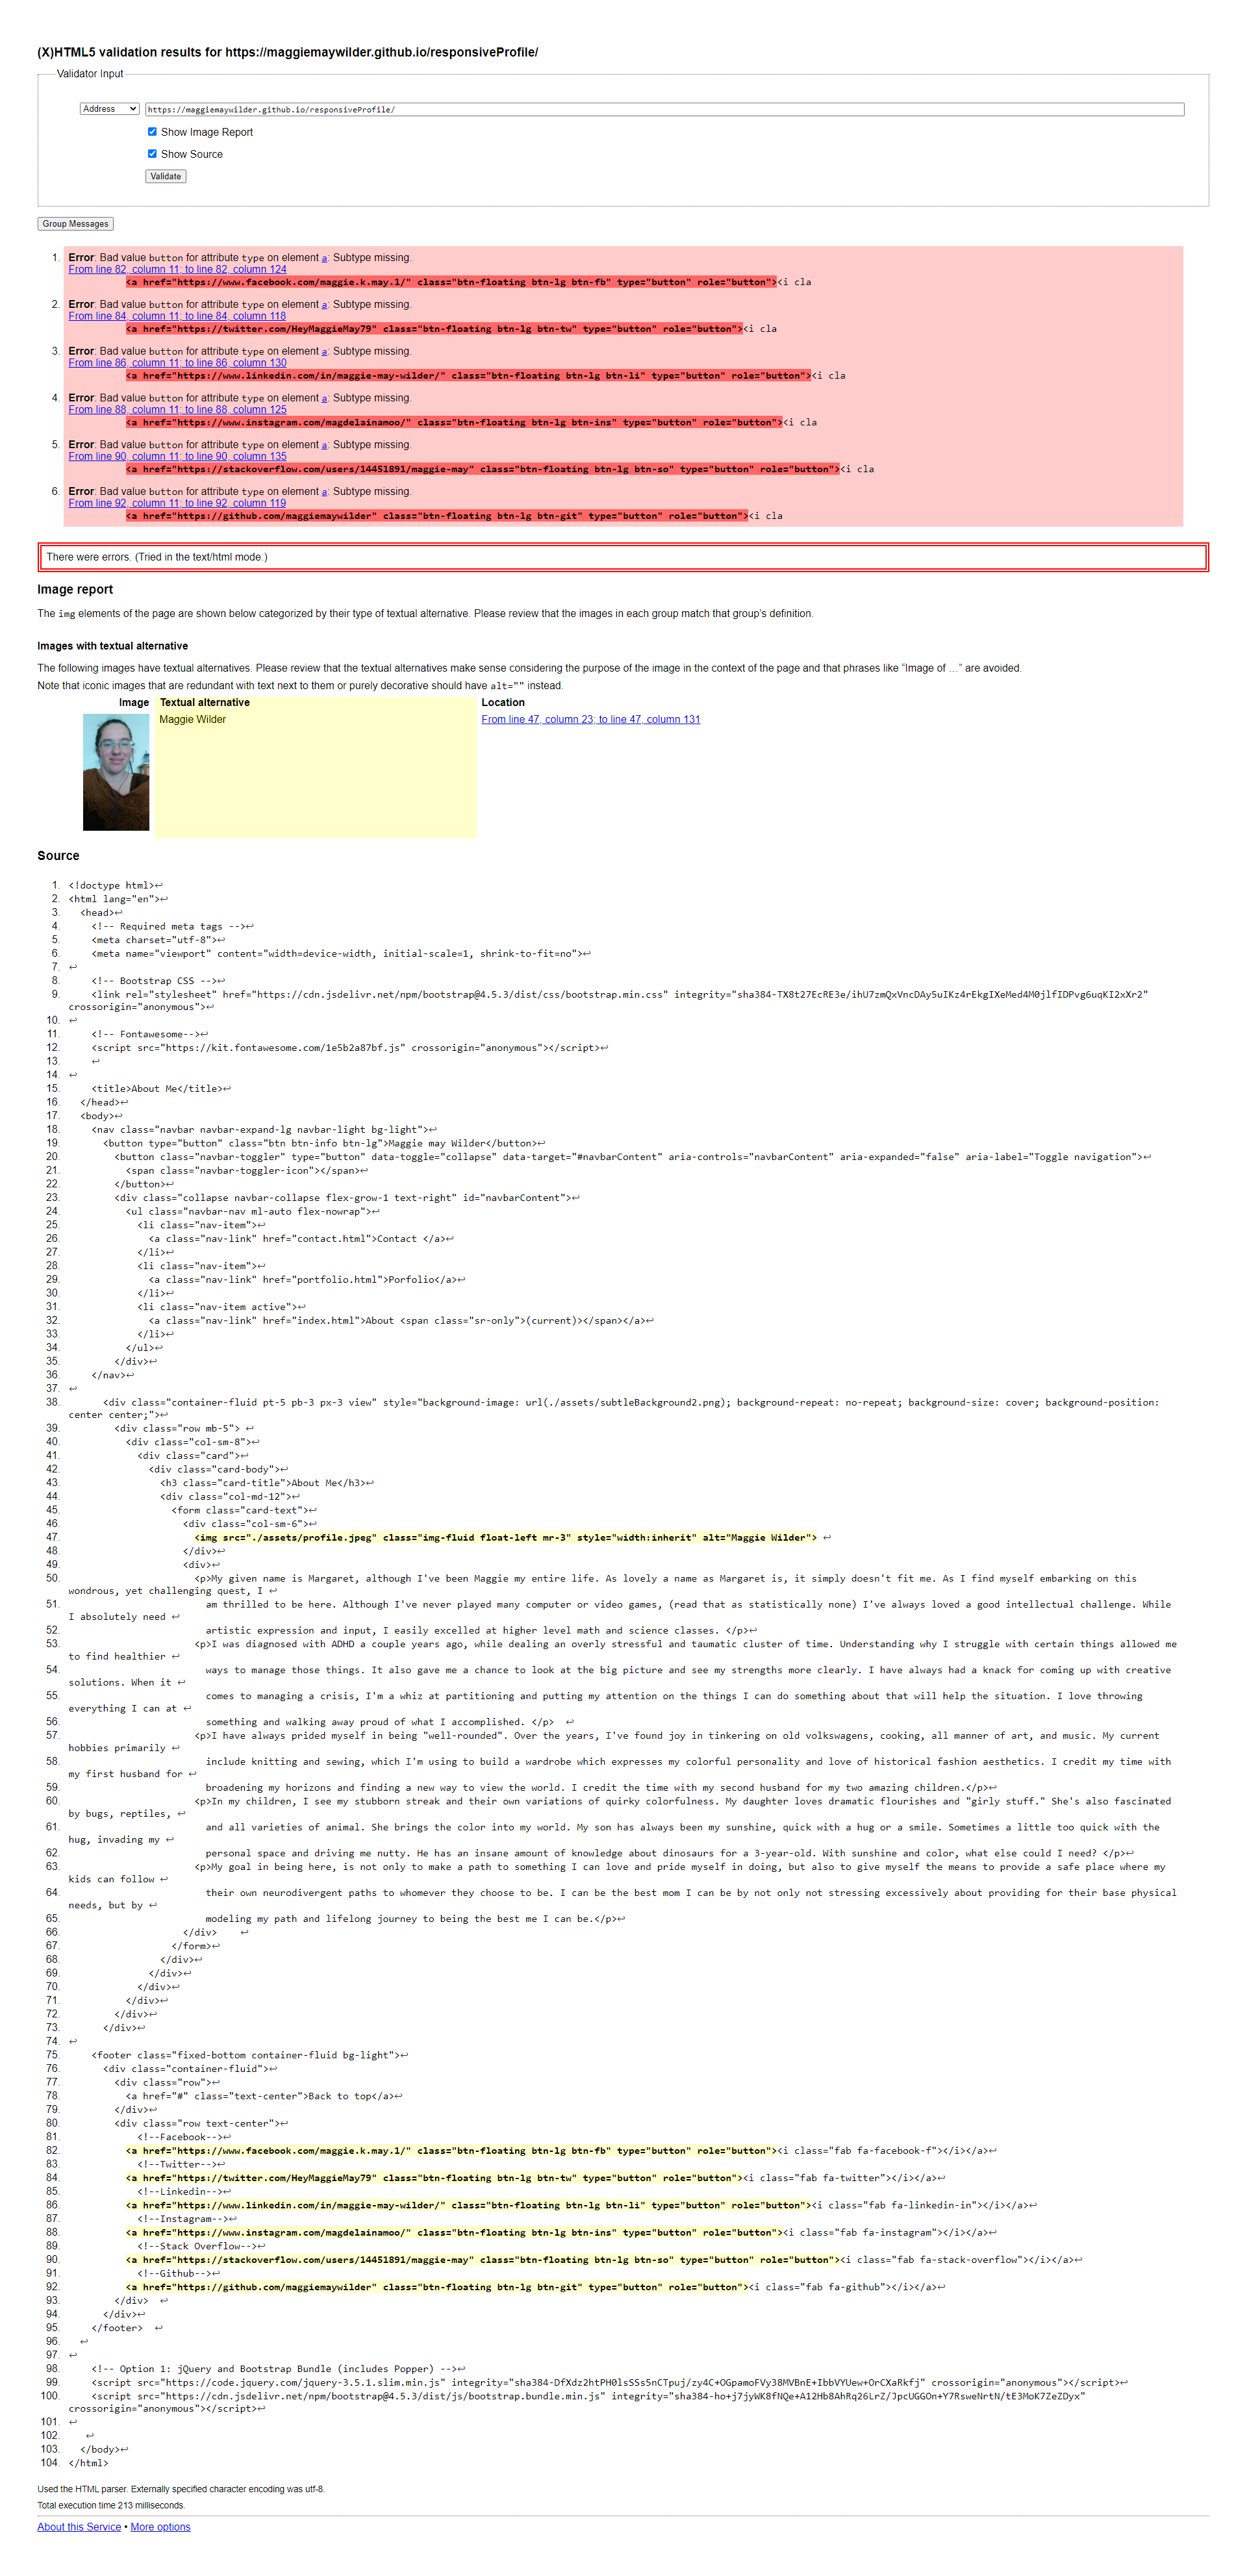 (X)HTML5 validation results for https://maggiemaywilder.github.io/responsiveProfile/
Validator Input
Address https://maggiemaywilder.github.io/responsiveProfile/
Show Image Report
Show Source
Validate
Group Messages
1. Error: Bad value button for attribute type on element a: Subtype missing.
From line 82, column 11; to line 82, column 124
<a href="https://www.facebook.com/maggie.k.may.1/" class="btn-floating btn-lg btn-fb" type="button" role="button"><i cla
2. Error: Bad value button for attribute type on element a: Subtype missing.
From line 84, column 11; to line 84, column 118
<a href="https://twitter.com/HeyMaggieMay79" class="btn-floating btn-lg btn-tw" type="button" role="button"><i cla
3. Error: Bad value button for attribute type on element a: Subtype missing.
From line 86, column 11; to line 86, column 130
<a href="https://www.linkedin.com/in/maggie-may-wilder/" class="btn-floating btn-lg btn-li" type="button" role="button"><i cla
4. Error: Bad value button for attribute type on element a: Subtype missing.
From line 88, column 11; to line 88, column 125
<a href="https://www.instagram.com/magdelainamoo/" class="btn-floating btn-lg btn-ins" type="button" role="button"><i cla
5. Error: Bad value button for attribute type on element a: Subtype missing.
From line 90, column 11; to line 90, column 135
<a href="https://stackoverflow.com/users/14451891/maggie-may" class="btn-floating btn-lg btn-so" type="button" role="button"><i cla
6. Error: Bad value button for attribute type on element a: Subtype missing.
From line 92, column 11; to line 92, column 119
<a href="https://github.com/maggiemaywilder" class="btn-floating btn-lg btn-git" type="button" role="button"><i cla
There were errors. (Tried in the text/html mode.)
Image report
The img elements of the page are shown below categorized by their type of textual alternative. Please review that the images in each group match that group's definition.
Images with textual alternative
The following images have textual alternatives. Please review that the textual alternatives make sense considering the purpose of the image in the context of the page and that phrases like “Image of …” are avoided.
Note that iconic images that are redundant with text next to them or purely decorative should have alt="" instead.
Image Textual alternative Location
Maggie Wilder From line 47, column 23; to line 47, column 131
Source
1. <!doctype html>↩
2. <html lang="en">↩
3. <head>↩
4. <!-- Required meta tags -->↩
5. <meta charset="utf-8">↩
6. <meta name="viewport" content="width=device-width, initial-scale=1, shrink-to-fit=no">↩
7. ↩
8. <!-- Bootstrap CSS -->↩
9. <link rel="stylesheet" href="https://cdn.jsdelivr.net/npm/bootstrap@4.5.3/dist/css/bootstrap.min.css" integrity="sha384-TX8t27EcRE3e/ihU7zmQxVncDAy5uIKz4rEkgIXeMed4M0jlfIDPvg6uqKI2xXr2"
crossorigin="anonymous">↩
10. ↩
11. <!-- Fontawesome-->↩
12. <script src="https://kit.fontawesome.com/1e5b2a87bf.js" crossorigin="anonymous"></script>↩
13. ↩
14. ↩
15. <title>About Me</title>↩
16. </head>↩
17. <body>↩
18. <nav class="navbar navbar-expand-lg navbar-light bg-light">↩
19. <button type="button" class="btn btn-info btn-lg">Maggie may Wilder</button>↩
20. <button class="navbar-toggler" type="button" data-toggle="collapse" data-target="#navbarContent" aria-controls="navbarContent" aria-expanded="false" aria-label="Toggle navigation">↩
21. <span class="navbar-toggler-icon"></span>↩
22. </button>↩
23. <div class="collapse navbar-collapse flex-grow-1 text-right" id="navbarContent">↩
24. <ul class="navbar-nav ml-auto flex-nowrap">↩
25. <li class="nav-item">↩
26. <a class="nav-link" href="contact.html">Contact </a>↩
27. </li>↩
28. <li class="nav-item">↩
29. <a class="nav-link" href="portfolio.html">Porfolio</a>↩
30. </li>↩
31. <li class="nav-item active">↩
32. <a class="nav-link" href="index.html">About <span class="sr-only">(current)></span></a>↩
33. </li>↩
34. </ul>↩
35. </div>↩
36. </nav>↩
37. ↩
38. <div class="container-fluid pt-5 pb-3 px-3 view" style="background-image: url(./assets/subtleBackground2.png); background-repeat: no-repeat; background-size: cover; background-position:
center center;">↩
39. <div class="row mb-5"> ↩
40. <div class="col-sm-8">↩
41. <div class="card">↩
42. <div class="card-body">↩
43. <h3 class="card-title">About Me</h3>↩
44. <div class="col-md-12">↩
45. <form class="card-text">↩
46. <div class="col-sm-6">↩
47. <img src="./assets/profile.jpeg" class="img-fluid float-left mr-3" style="width:inherit" alt="Maggie Wilder"> ↩
48. </div>↩
49. <div>↩
50. <p>My given name is Margaret, although I've been Maggie my entire life. As lovely a name as Margaret is, it simply doesn't fit me. As I find myself embarking on this
wondrous, yet challenging quest, I ↩
51. am thrilled to be here. Although I've never played many computer or video games, (read that as statistically none) I've always loved a good intellectual challenge. While
I absolutely need ↩
52. artistic expression and input, I easily excelled at higher level math and science classes. </p>↩
53. <p>I was diagnosed with ADHD a couple years ago, while dealing an overly stressful and taumatic cluster of time. Understanding why I struggle with certain things allowed me
to find healthier ↩
54. ways to manage those things. It also gave me a chance to look at the big picture and see my strengths more clearly. I have always had a knack for coming up with creative
solutions. When it ↩
55. comes to managing a crisis, I'm a whiz at partitioning and putting my attention on the things I can do something about that will help the situation. I love throwing
everything I can at ↩
56. something and walking away proud of what I accomplished. </p> ↩
57. <p>I have always prided myself in being "well-rounded". Over the years, I've found joy in tinkering on old volkswagens, cooking, all manner of art, and music. My current
hobbies primarily ↩
58. include knitting and sewing, which I'm using to build a wardrobe which expresses my colorful personality and love of historical fashion aesthetics. I credit my time with
my first husband for ↩
59. broadening my horizons and finding a new way to view the world. I credit the time with my second husband for my two amazing children.</p>↩
60. <p>In my children, I see my stubborn streak and their own variations of quirky colorfulness. My daughter loves dramatic flourishes and "girly stuff." She's also fascinated
by bugs, reptiles, ↩
61. and all varieties of animal. She brings the color into my world. My son has always been my sunshine, quick with a hug or a smile. Sometimes a little too quick with the
hug, invading my ↩
62. personal space and driving me nutty. He has an insane amount of knowledge about dinosaurs for a 3-year-old. With sunshine and color, what else could I need? </p>↩
63. <p>My goal in being here, is not only to make a path to something I can love and pride myself in doing, but also to give myself the means to provide a safe place where my
kids can follow ↩
64. their own neurodivergent paths to whomever they choose to be. I can be the best mom I can be by not only not stressing excessively about providing for their base physical
needs, but by ↩
65. modeling my path and lifelong journey to being the best me I can be.</p>↩
66. </div> ↩
67. </form>↩
68. </div>↩
69. </div>↩
70. </div>↩
71. </div>↩
72. </div>↩
73. </div>↩
74. ↩
75. <footer class="fixed-bottom container-fluid bg-light">↩
76. <div class="container-fluid">↩
77. <div class="row">↩
78. <a href="#" class="text-center">Back to top</a>↩
79. </div>↩
80. <div class="row text-center">↩
81. <!--Facebook-->↩
82. <a href="https://www.facebook.com/maggie.k.may.1/" class="btn-floating btn-lg btn-fb" type="button" role="button"><i class="fab fa-facebook-f"></i></a>↩
83. <!--Twitter-->↩
84. <a href="https://twitter.com/HeyMaggieMay79" class="btn-floating btn-lg btn-tw" type="button" role="button"><i class="fab fa-twitter"></i></a>↩
85. <!--Linkedin-->↩
86. <a href="https://www.linkedin.com/in/maggie-may-wilder/" class="btn-floating btn-lg btn-li" type="button" role="button"><i class="fab fa-linkedin-in"></i></a>↩
87. <!--Instagram-->↩
88. <a href="https://www.instagram.com/magdelainamoo/" class="btn-floating btn-lg btn-ins" type="button" role="button"><i class="fab fa-instagram"></i></a>↩
89. <!--Stack Overflow-->↩
90. <a href="https://stackoverflow.com/users/14451891/maggie-may" class="btn-floating btn-lg btn-so" type="button" role="button"><i class="fab fa-stack-overflow"></i></a>↩
91. <!--Github-->↩
92. <a href="https://github.com/maggiemaywilder" class="btn-floating btn-lg btn-git" type="button" role="button"><i class="fab fa-github"></i></a>↩
93. </div> ↩
94. </div>↩
95. </footer> ↩
96. ↩
97. ↩
98. <!-- Option 1: jQuery and Bootstrap Bundle (includes Popper) -->↩
99. <script src="https://code.jquery.com/jquery-3.5.1.slim.min.js" integrity="sha384-DfXdz2htPH0lsSSs5nCTpuj/zy4C+OGpamoFVy38MVBnE+IbbVYUew+OrCXaRkfj" crossorigin="anonymous"></script>↩
100. <script src="https://cdn.jsdelivr.net/npm/bootstrap@4.5.3/dist/js/bootstrap.bundle.min.js" integrity="sha384-ho+j7jyWK8fNQe+A12Hb8AhRq26LrZ/JpcUGGOn+Y7RsweNrtN/tE3MoK7ZeZDyx"
crossorigin="anonymous"></script>↩
101. ↩
102. ↩
103. </body>↩
104. </html>
Used the HTML parser. Externally specified character encoding was utf-8.
Total execution time 213 milliseconds.
About this Service • More options